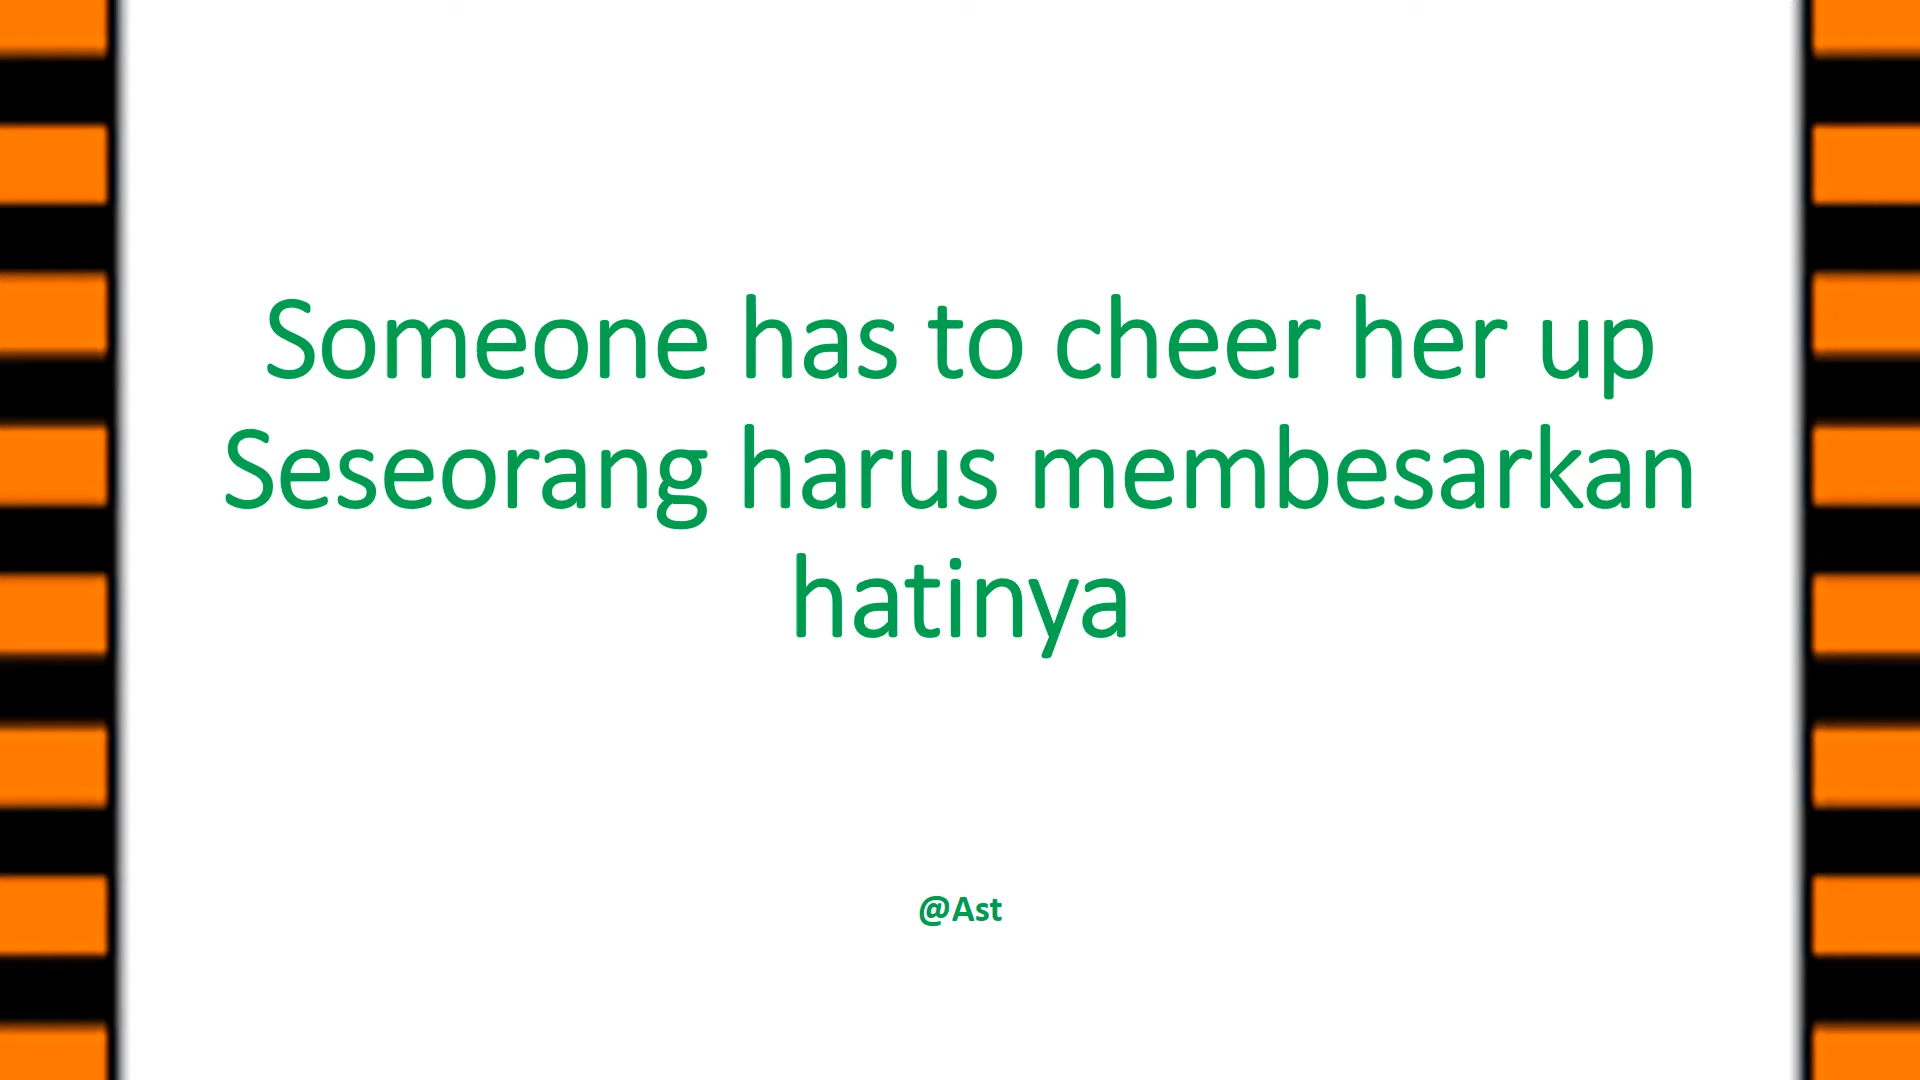 Someone has to cheer her up
Seseorang harus membesarkan
hatinya
@Ast